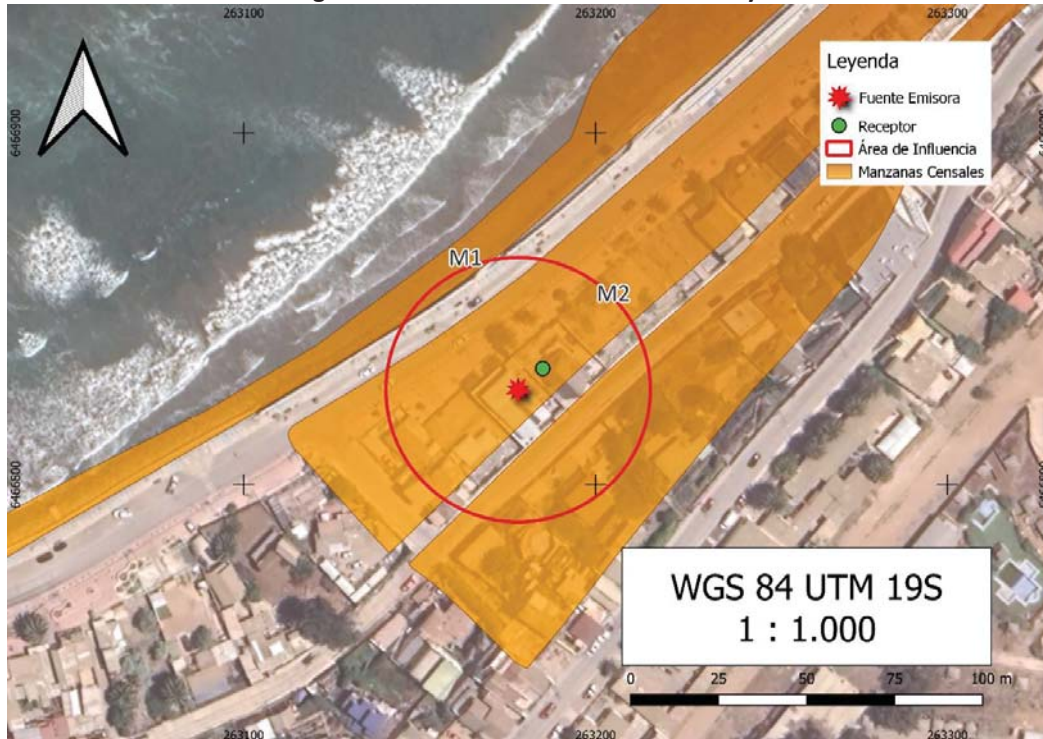 263100
263200
263300
6466900
6466900
Leyenda
Fuente Emisora
Receptor
Área de Influencia
Manzanas Censales
M1
M2
6466800
WGS 84 UTM 19S
1 : 1.000
0 25 50 75 100 m
263100
263200
263300